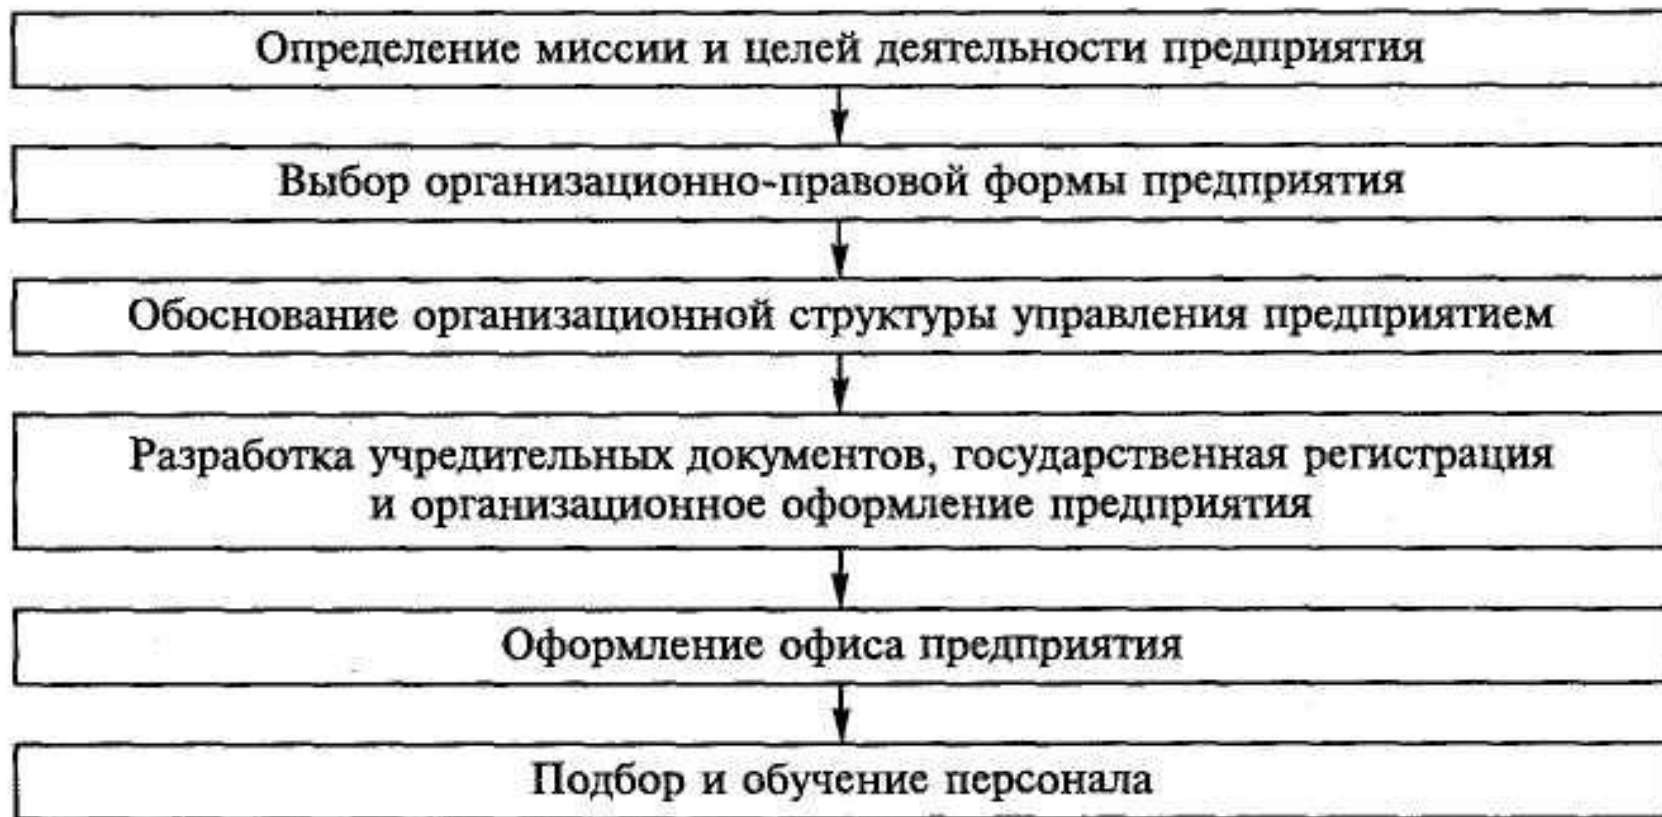 Определение миссии и целей деятельности предприятия
Выбор организационно-правовой формы предприятия
Обоснование организационной структуры управления предприятием
Разработка учредительных документов, государственная регистрация
и организационное оформление предприятия
Оформление офиса предприятия
Подбор и обучение персонала